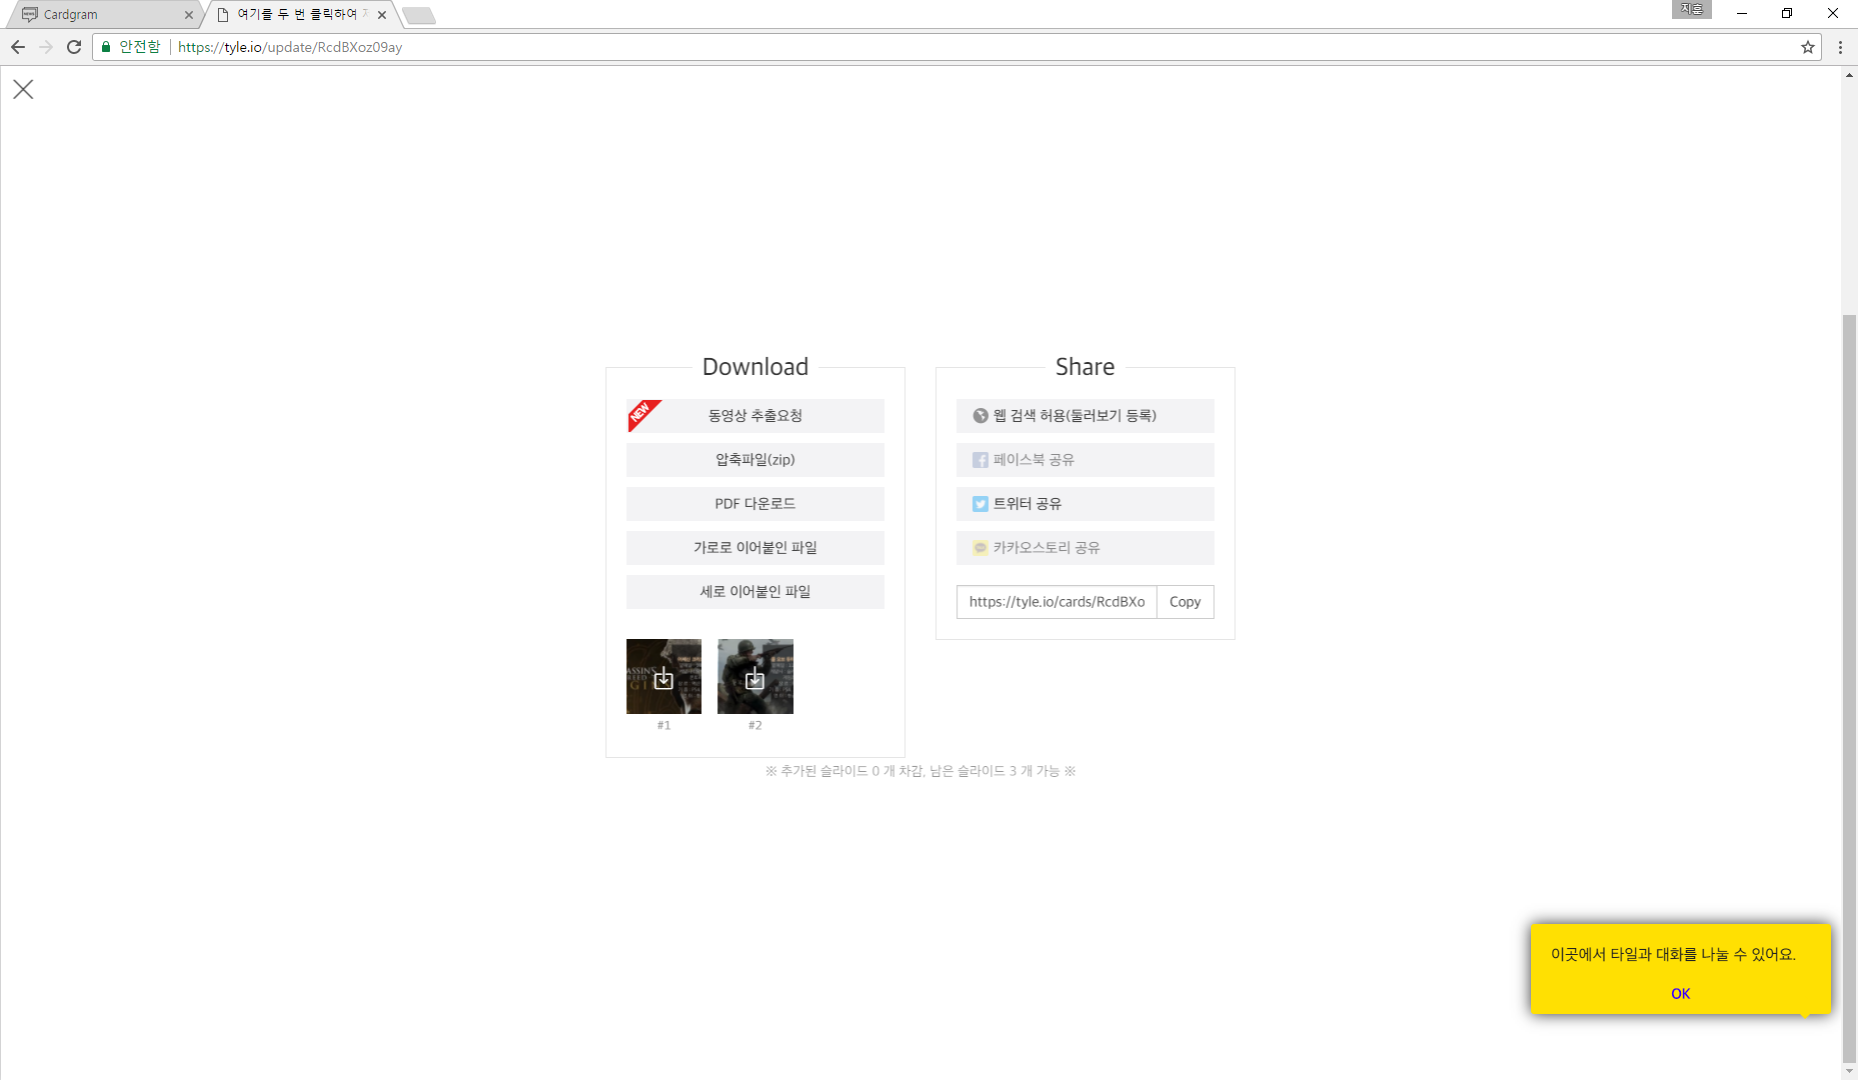 Cardgram
여기를 두 번 클릭하여
지훈
안전함
https://tyle.io/update/RcdBXoz09ay
Download
NEW
동영상 추출요청
압축파일(zip)
PDF 다운로드
가로로 이어붙인 파일
세로 이어붙인 파일
#1
#2
Share
웹 검색 허용(둘러보기 등록)
페이스북 공유
트위터 공유
카카오스토리 공유
https://tyle.io/cards/RcdBXo
Copy
※ 추가된 슬라이드 0 개 차감, 남은 슬라이드 3 개 가능 ※
이곳에서 타일과 대화를 나눌 수 있어요.
OK